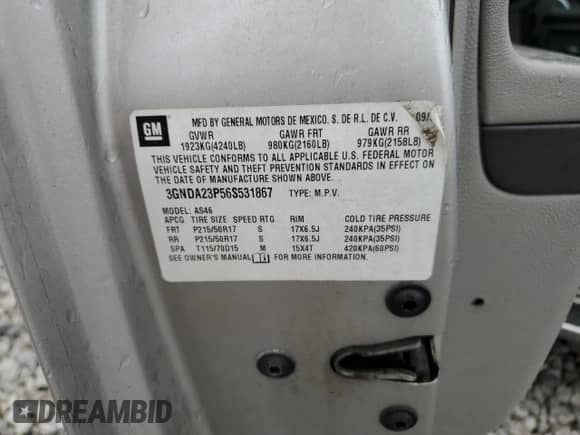 GM
MFD BY GENERAL MOTORS DE MEXICO. S. DE R.L. DE C.V. 09/
GVWR GAWR FRT GAWR RR
1923KG(4240LB) 980KG(2160LB) 979KG(2158LB)
THIS VEHICLE CONFORMS TO ALL APPLICABLE U.S. FEDERAL MOTOR
VEHICLE SAFETY AND THEFT PREVENTION STANDARDS IN EFFECT ON
THE DATE OF MANUFACTURE SHOWN ABOVE.
3GNDA23P56S531867 TYPE: M.P.V.
MODEL: AS46
APCG TIRE SIZE SPEED RTG RIM COLD TIRE PRESSURE
FRT P215/50R17 S 17X6.5J 240KPA(35PSI)
RR P215/50R17 S 17X6.5J 240KPA(35PSI)
SPA T115/70D15 M 15X4T 420KPA(60PSI)
SEE OWNER'S MANUAL FOR MORE INFORMATION.
DREAMBID